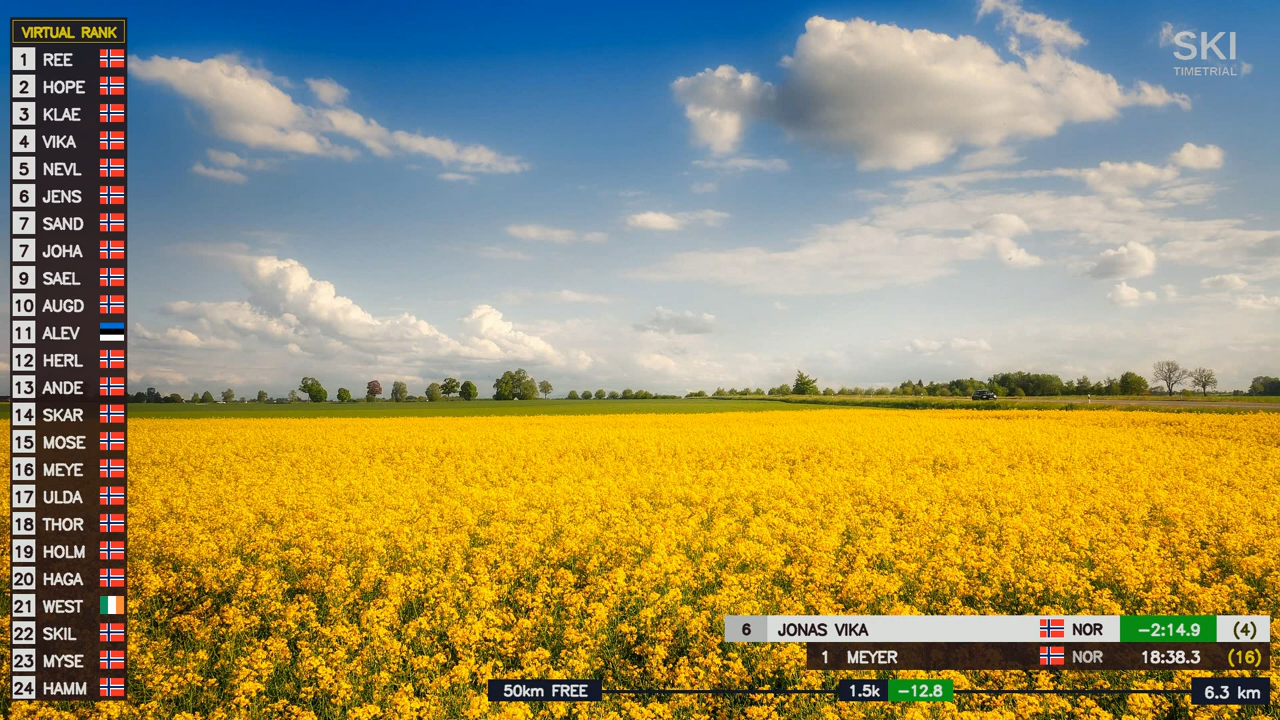 VIRTUAL RANK
1 REE
2 HOPE
3 KLAE
4 VIKA
5 NEVL
6 JENS
7 SAND
7 JOHA
9 SAEL
10 AUGD
11 ALEV
12 HERL
13 ANDE
14 SKAR
15 MOSE
16 MEYE
17 ULDA
18 THOR
19 HOLM
20 HAGA
21 WEST
22 SKIL
23 MYSE
24 HAMM
SKI
TIMETRIAL
6 JONAS VIKA NOR −2:14.9 (4)
1 MEYER NOR 18:38.3 (16)
50km FREE 1.5k −12.8 6.3 km